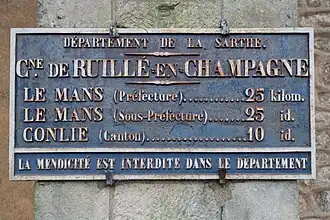 DÉPARTEMENT DE LA SARTHE.
CNE. DE RUILLÉ-EN-CHAMPAGNE
LE MANS (Préfecture)............25 kilom.
LE MANS (Sous-Préfecture)......25 id.
CONLIE (Canton)................10 id.
LA MENDICITÉ EST INTERDITE DANS LE DÉPARTEMENT